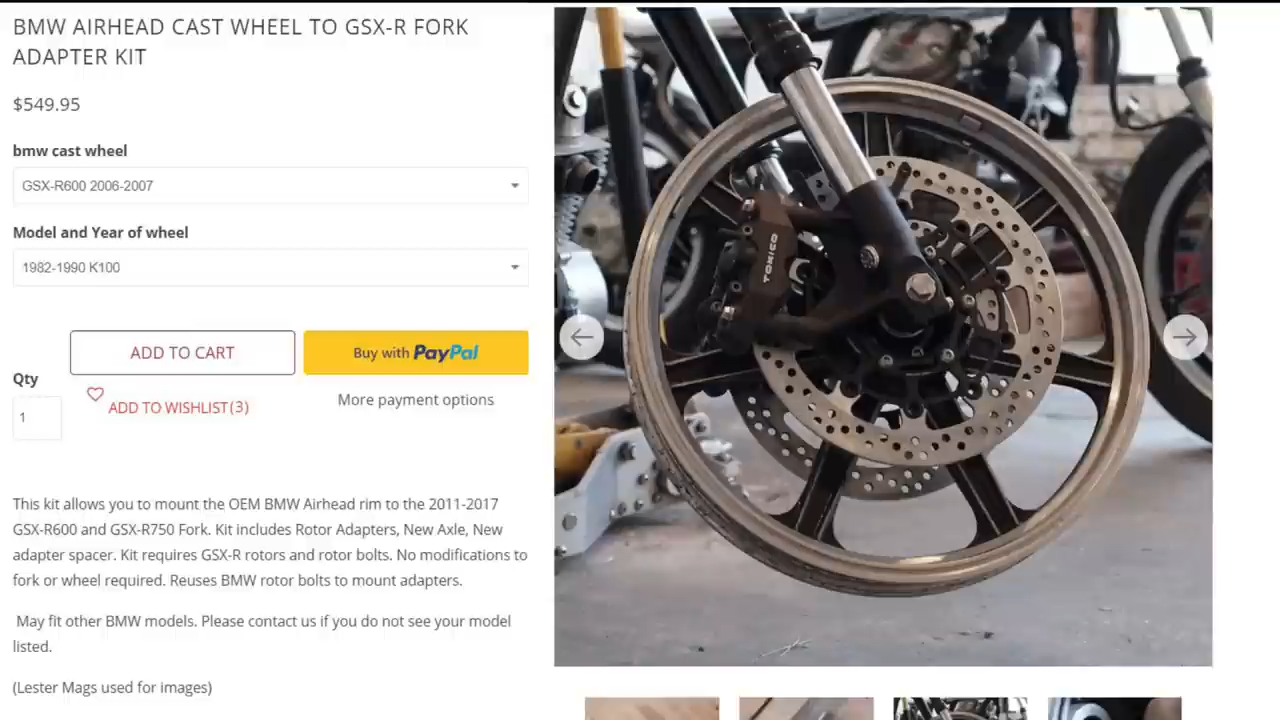 BMW AIRHEAD CAST WHEEL TO GSX-R FORK
ADAPTER KIT
$549.95
bmw cast wheel
GSX-R600 2006-2007
Model and Year of wheel
1982-1990 K100
ADD TO CART
Buy with PayPal
Qty
1
ADD TO WISHLIST(3)
More payment options
This kit allows you to mount the OEM BMW Airhead rim to the 2011-2017
GSX-R600 and GSX-R750 Fork. Kit includes Rotor Adapters, New Axle, New
adapter spacer. Kit requires GSX-R rotors and rotor bolts. No modifications to
fork or wheel required. Reuses BMW rotor bolts to mount adapters.
May fit other BMW models. Please contact us if you do not see your model
listed.
(Lester Mags used for images)
TOKICO